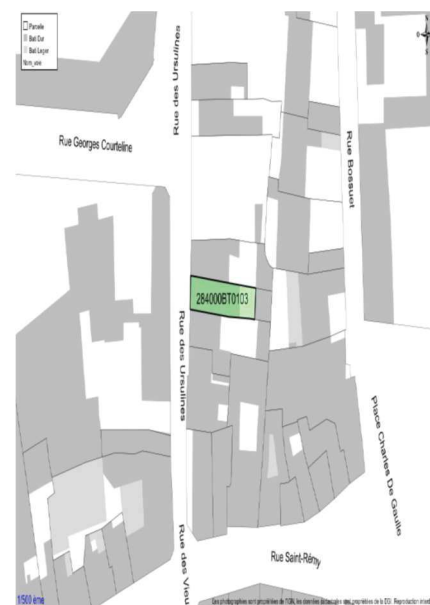 Parcelle
Bati Dur
Bati Leger
Nom_voie
Rue des Ursulines
Rue Georges Courteline
Rue Bossuet
284000BT0103
Rue des Ursulines
Place Charles De Gaulle
Rue des Vieu
Rue Saint-Rémy
1/500 ème